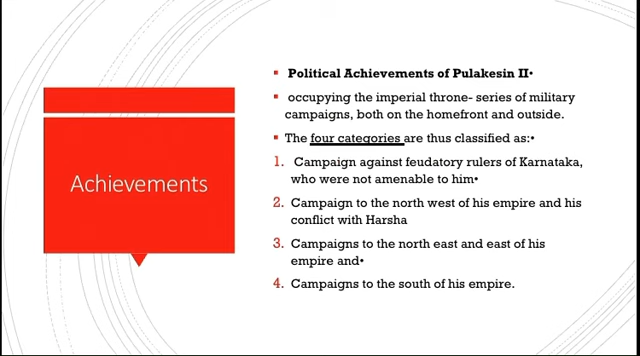 Achievements
Political Achievements of Pulakesin II•
occupying the imperial throne- series of military
campaigns, both on the homefront and outside.
The four categories are thus classified as:•
1. Campaign against feudatory rulers of Karnataka,
who were not amenable to him•
2. Campaign to the north west of his empire and his
conflict with Harsha
3. Campaigns to the north east and east of his
empire and•
4. Campaigns to the south of his empire.